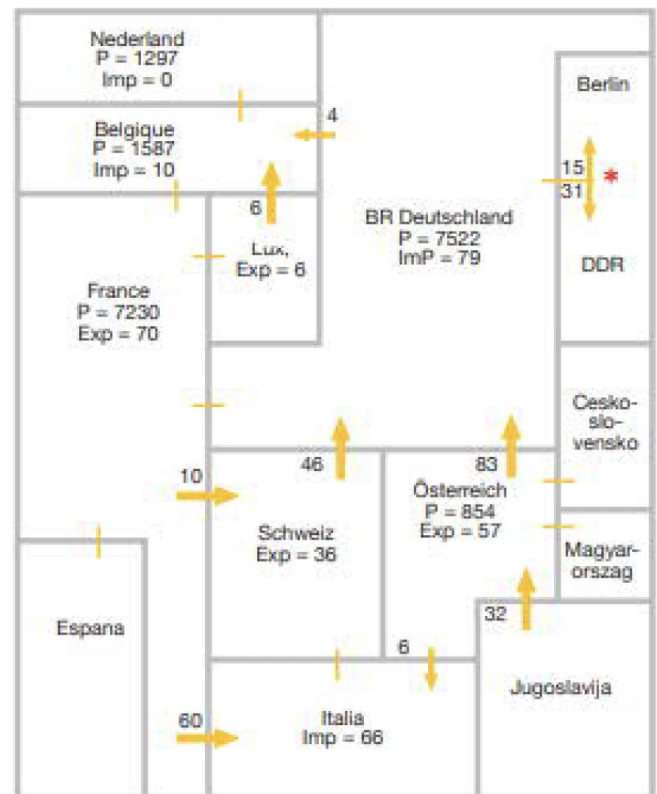 Nederland
P = 1297
Imp = 0
4
Belgique
P = 1587
Imp = 10
Berlin
15
31
*
DDR
6
Lux,
Exp = 6
BR Deutschland
P = 7522
ImP = 79
France
P = 7230
Exp = 70
Cesko-
slo-
vensko
10
46
83
Schweiz
Exp = 36
Österreich
P = 854
Exp = 57
Magyar-
orszag
Espana
32
6
Jugoslavija
60
Italia
Imp = 66